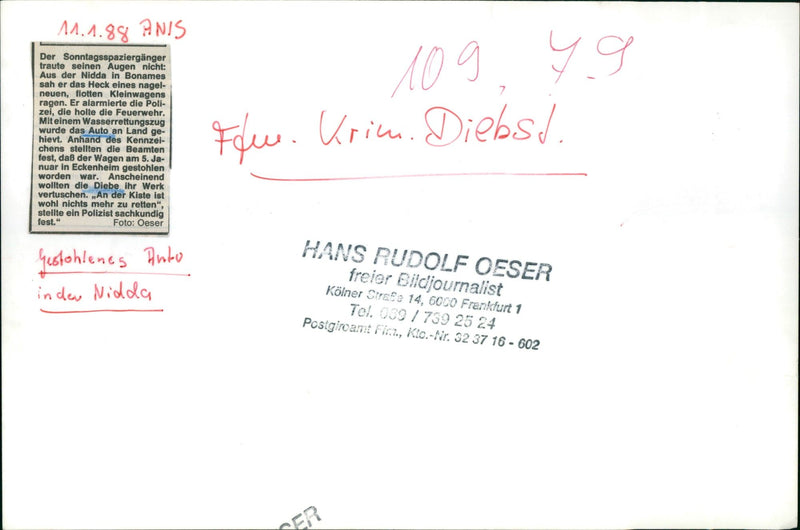 11.1.88 ANIS
Der Sonntagsspaziergänger
traute seinen Augen nicht:
Aus der Nidda in Bonames
sah er das Heck eines nagel-
neuen, flotten Kleinwagens
ragen. Er alarmierte die Poli-
zei, die holte die Feuerwehr.
Mit einem Wasserrettungszug
wurde das Auto an Land ge-
hievt. Anhand des Kennzei-
chens stellten die Beamten
fest, daß der Wagen am 5. Ja-
nuar in Eckenheim gestohlen
worden war. Anscheinend
wollten die Diebe ihr Werk
vertuschen. „An der Kiste ist
wohl nichts mehr zu retten“,
stellte ein Polizist sachkundig
fest.“ Foto: Oeser
Gestohlenes Auto
in der Nidda
109, 7.9
Ffm. Krim. Diebst.
HANS RUDOLF OESER
freier Bildjournalist
Kölner Straße 14, 6000 Frankfurt 1
Tel. 069 / 739 25 24
Postgiroamt Ffm., Kto.-Nr. 32 37 16 - 602
SER